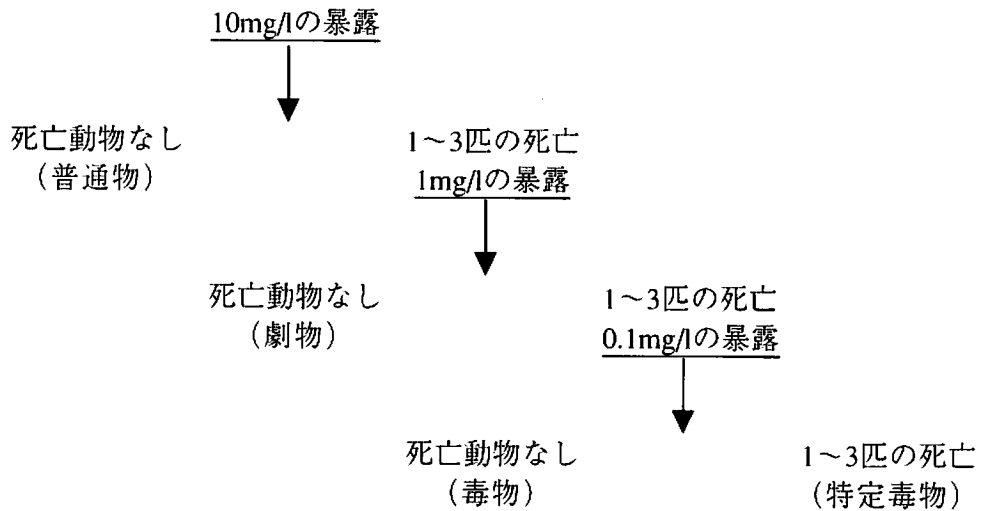 10mg/lの暴露
死亡動物なし
（普通物）
1～3匹の死亡
1mg/lの暴露
死亡動物なし
（劇物）
1～3匹の死亡
0.1mg/lの暴露
死亡動物なし
（毒物）
1～3匹の死亡
（特定毒物）